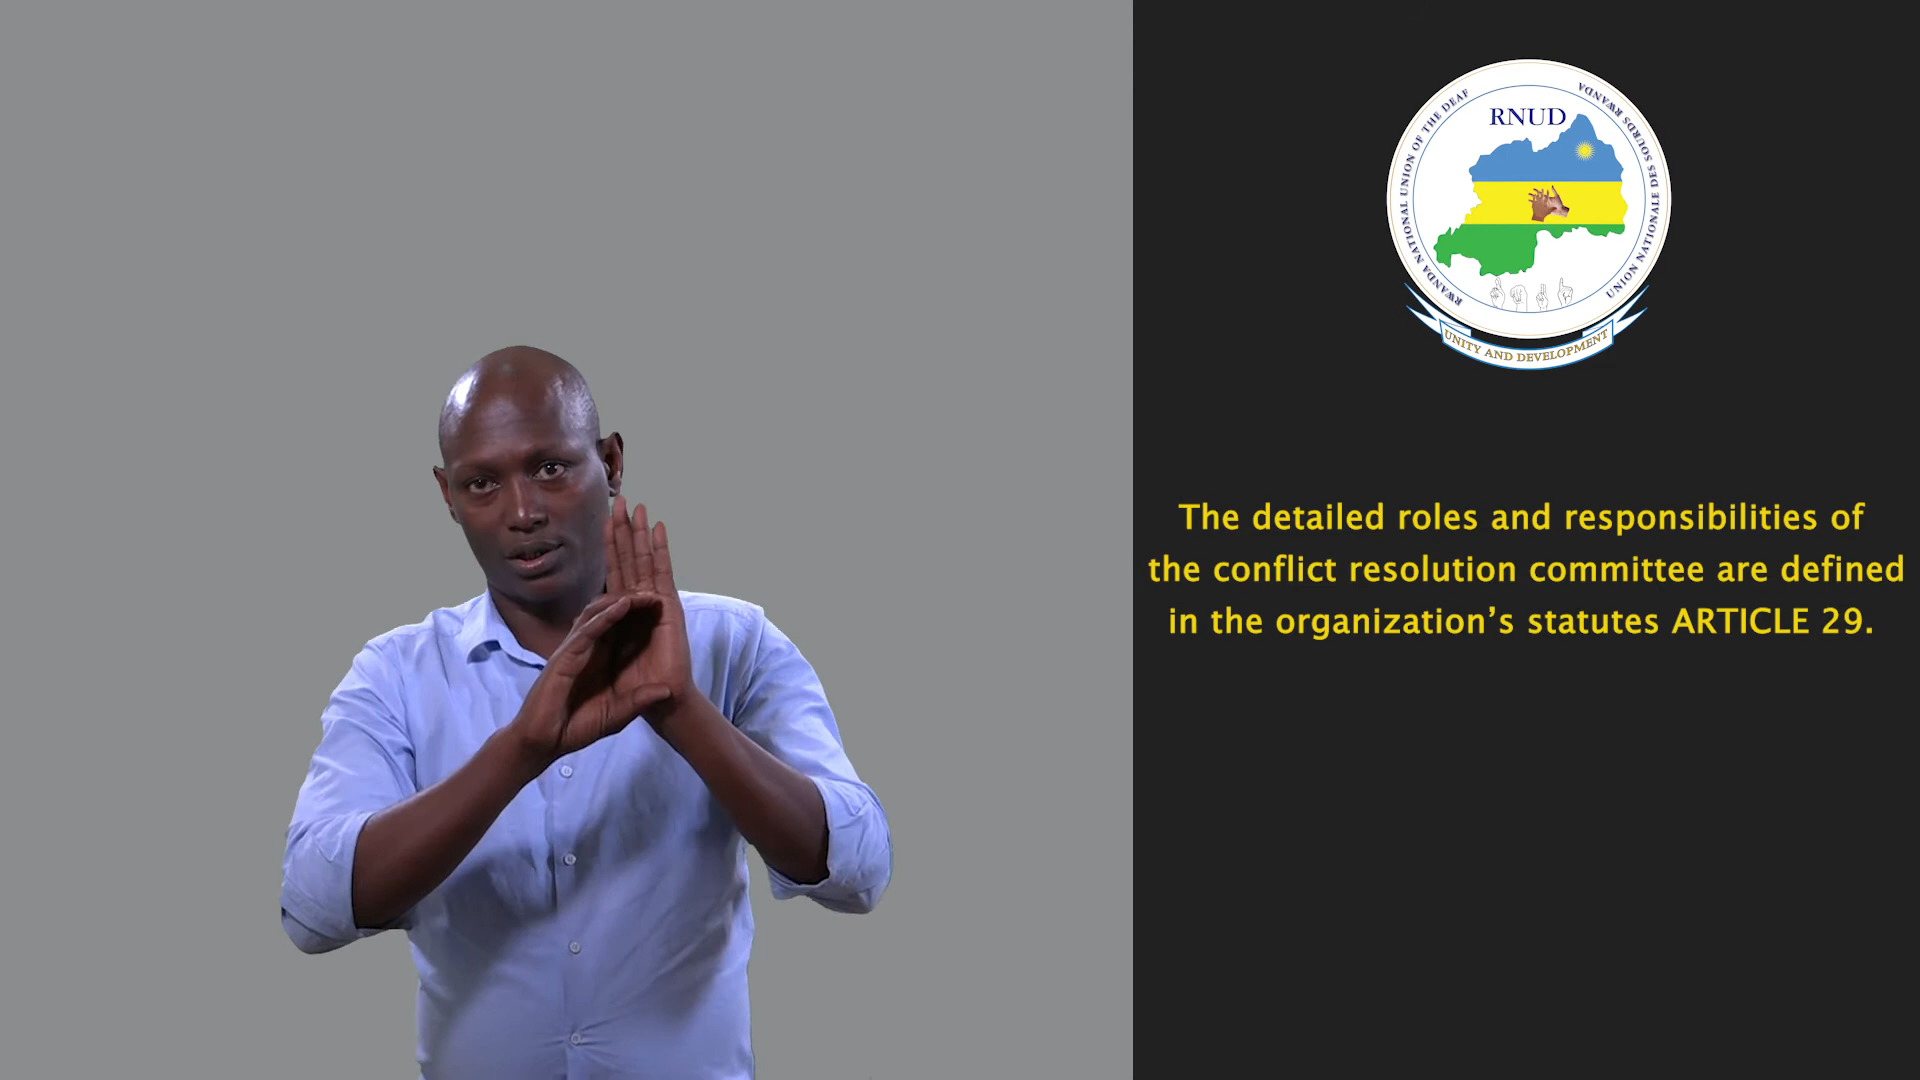 RNUD
RWANDA NATIONAL UNION OF THE DEAF
UNION NATIONALE DES SOURDS RWANDA
UNITY AND DEVELOPMENT
The detailed roles and responsibilities of
the conflict resolution committee are defined
in the organization’s statutes ARTICLE 29.